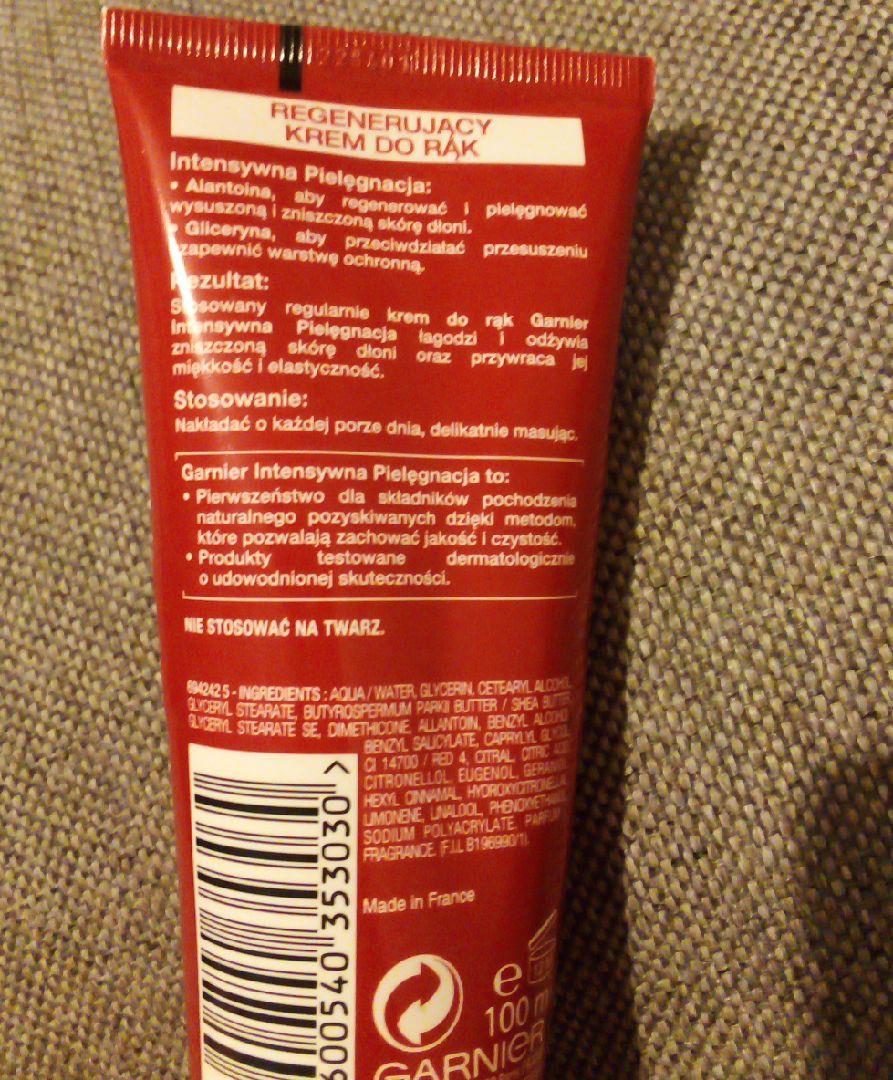 REGENERUJĄCY
KREM DO RĄK
Intensywna Pielęgnacja:
• Alantoina, aby regenerować i pielęgnować
wysuszoną i zniszczoną skórę dłoni.
• Gliceryna, aby przeciwdziałać przesuszeniu
zapewnić warstwę ochronną.
Rezultat:
Stosowany regularnie krem do rąk Garnier
Intensywna Pielęgnacja łagodzi i odżywia
zniszczoną skórę dłoni oraz przywraca jej
miękkość i elastyczność.
Stosowanie:
Nakładać o każdej porze dnia, delikatnie masując.
Garnier Intensywna Pielęgnacja to:
• Pierwszeństwo dla składników pochodzenia
naturalnego pozyskiwanych dzięki metodom,
które pozwalają zachować jakość i czystość.
• Produkty testowane dermatologicznie
o udowodnionej skuteczności.
NIE STOSOWAĆ NA TWARZ.
694242 5 - INGREDIENTS : AQUA / WATER, GLYCERIN, CETEARYL ALCOHOL,
GLYCERYL STEARATE, BUTYROSPERMUM PARKII BUTTER / SHEA BUTTER,
GLYCERYL STEARATE SE, DIMETHICONE, ALLANTOIN, BENZYL ALCOHOL,
BENZYL SALICYLATE, CAPRYLYL GLYCOL,
CI 14700 / RED 4, CITRAL, CITRIC ACID,
CITRONELLOL, EUGENOL, GERANIOL,
HEXYL CINNAMAL, HYDROXYCITRONELLAL,
LIMONENE, LINALOOL, PHENOXYETHANOL,
SODIUM POLYACRYLATE, PARFUM
FRAGRANCE. (F.I.L. B196990/1).
Made in France
600540 353030 >
e
100 m
GARNIER